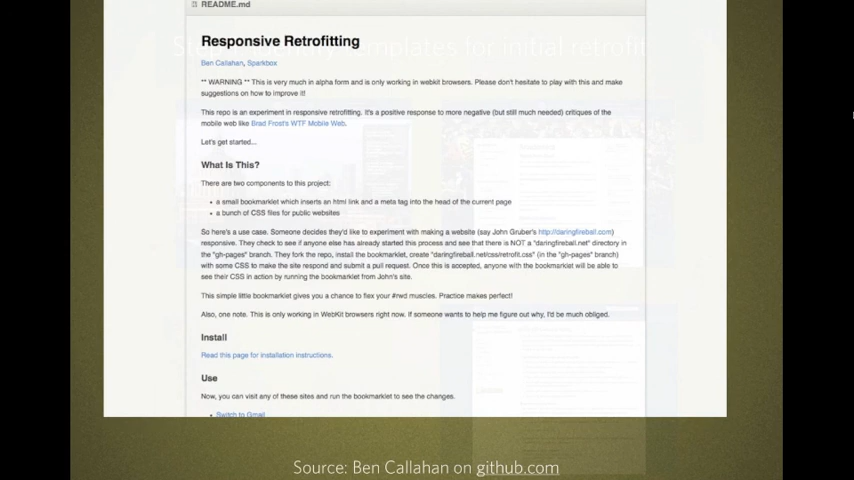 README.md
Responsive Retrofitting
templates for initial retrofit
Ben Callahan, Sparkbox
** WARNING ** This is very much in alpha form and is only working in webkit browsers. Please don't hesitate to play with this and make
suggestions on how to improve it!
This repo is an experiment in responsive retrofitting. It's a positive response to more negative (but still much needed) critiques of the
mobile web like Brad Frost's WTF Mobile Web.
Let's get started...
What Is This?
There are two components to this project:
• a small bookmarklet which inserts an html link and a meta tag into the head of the current page
• a bunch of CSS files for public websites
So here's a use case. Someone decides they'd like to experiment with making a website (say John Gruber's http://daringfireball.com)
responsive. They check to see if anyone else has already started this process and see that there is NOT a "daringfireball.net" directory in
the "gh-pages" branch. They fork the repo, install the bookmarklet, create "daringfireball.net/css/retrofit.css" (in the "gh-pages" branch)
with some CSS to make the site respond and submit a pull request. Once this is accepted, anyone with the bookmarklet will be able to
see their CSS in action by running the bookmarklet from John's site.
This simple little bookmarklet gives you a chance to flex your #rwd muscles. Practice makes perfect!
Also, one note. This is only working in WebKit browsers right now. If someone wants to help me figure out why, I'd be much obliged.
Install
Read this page for installation instructions.
Use
Now, you can visit any of these sites and run the bookmarklet to see the changes.
• Switch to Gmail
Source: Ben Callahan on github.com